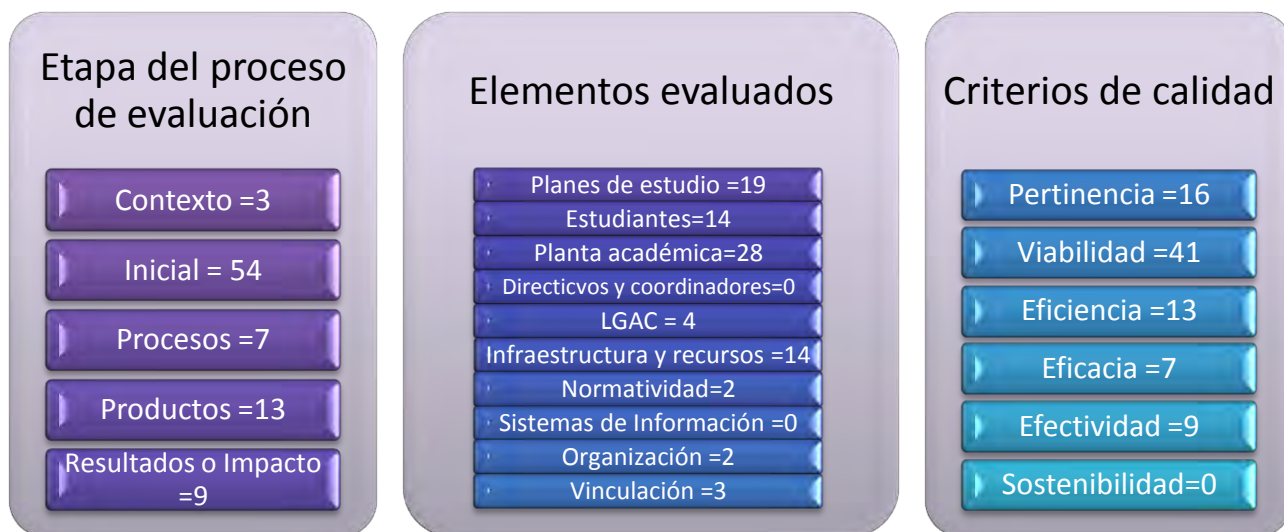 Etapa del proceso
de evaluación
Contexto =3
Inicial = 54
Procesos =7
Productos =13
Resultados o Impacto
=9
Elementos evaluados
Planes de estudio =19
Estudiantes=14
Planta académica=28
Directicvos y coordinadores=0
LGAC = 4
Infraestructura y recursos =14
Normatividad=2
Sistemas de Información =0
Organización =2
Vinculación =3
Criterios de calidad
Pertinencia =16
Viabilidad =41
Eficiencia =13
Eficacia =7
Efectividad =9
Sostenibilidad=0